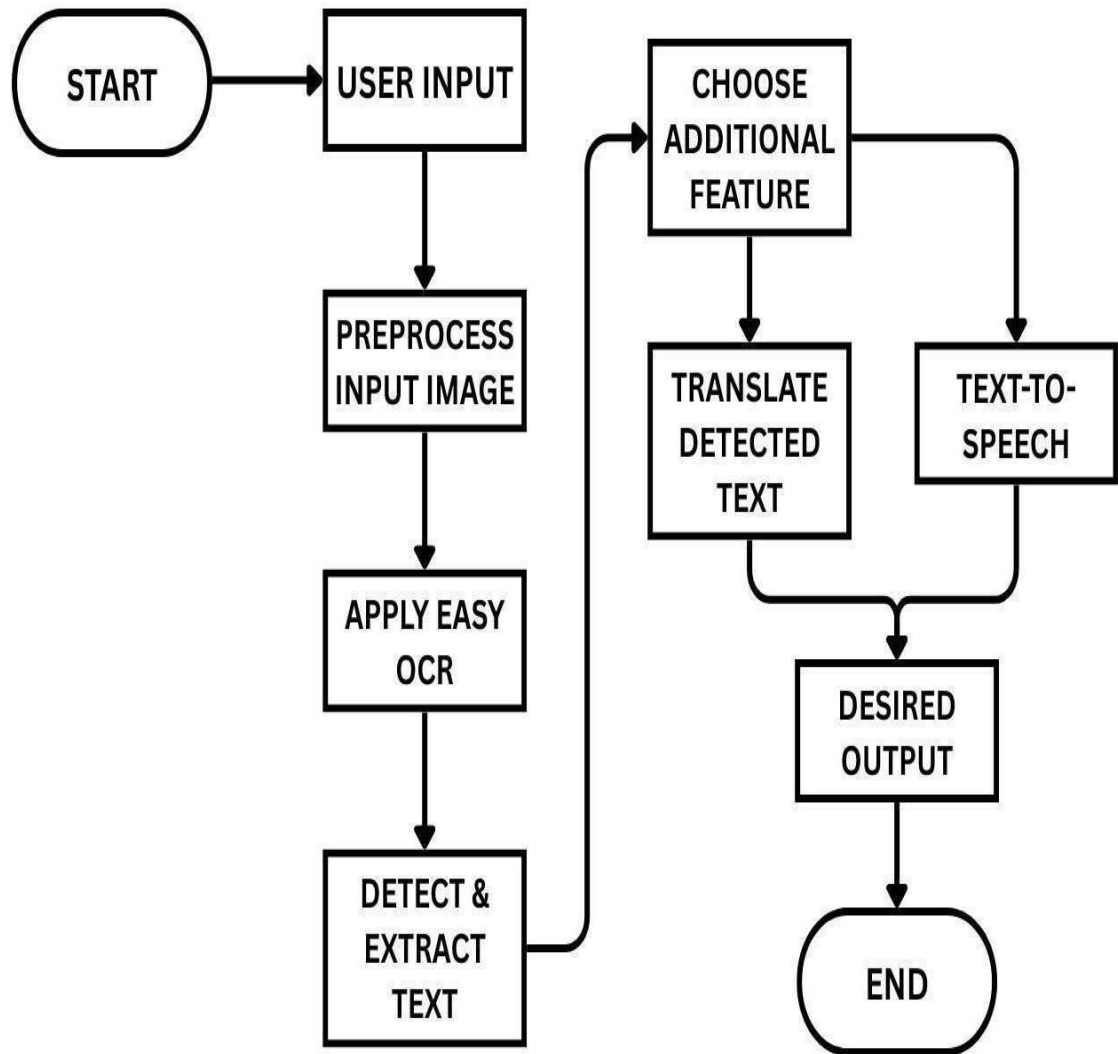 START
USER INPUT
PREPROCESS
INPUT IMAGE
APPLY EASY
OCR
DETECT &
EXTRACT
TEXT
CHOOSE
ADDITIONAL
FEATURE
TRANSLATE
DETECTED
TEXT
TEXT-TO-
SPEECH
DESIRED
OUTPUT
END